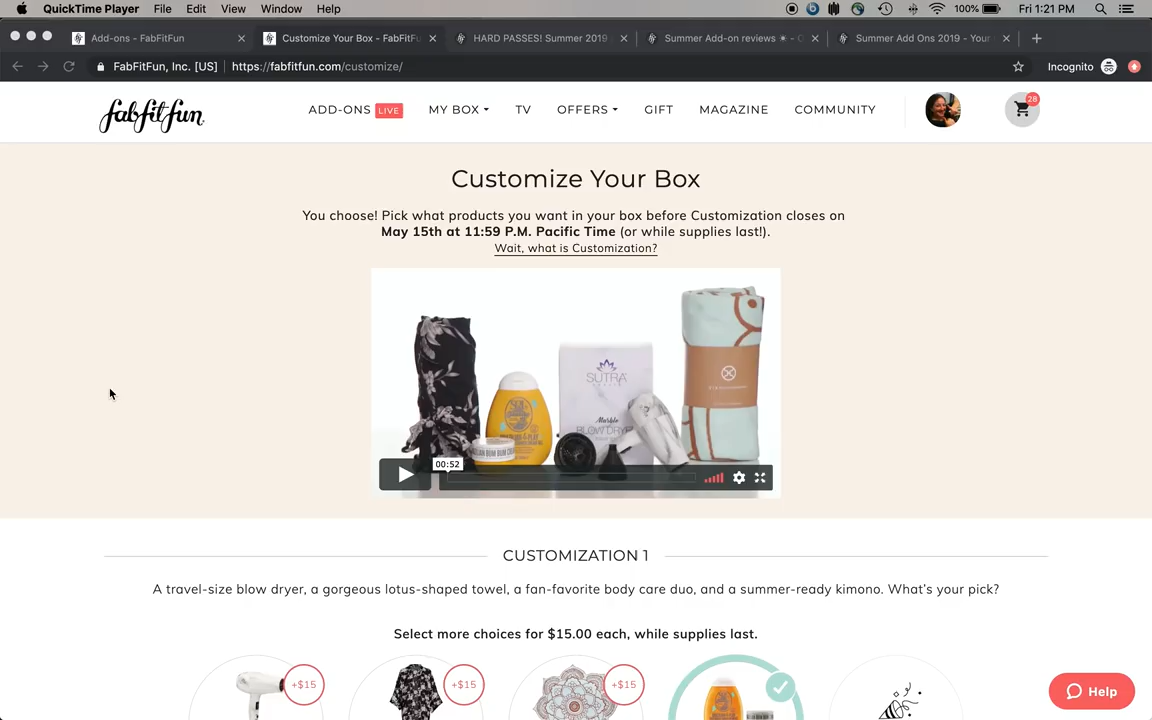 QuickTime Player File Edit View Window Help 100% Fri 1:21 PM
Add-ons - FabFitFun
Customize Your Box - FabFitFu
HARD PASSES! Summer 2019
Summer Add-on reviews ☀ - O
Summer Add Ons 2019 - Your
FabFitFun, Inc. [US] https://fabfitfun.com/customize/ Incognito
fabfitfun ADD-ONS LIVE MY BOX TV OFFERS GIFT MAGAZINE COMMUNITY 28
Customize Your Box
You choose! Pick what products you want in your box before Customization closes on
May 15th at 11:59 P.M. Pacific Time (or while supplies last!).
Wait, what is Customization?
SUTRA
BLOW DRYER
00:52
CUSTOMIZATION 1
A travel-size blow dryer, a gorgeous lotus-shaped towel, a fan-favorite body care duo, and a summer-ready kimono. What's your pick?
Select more choices for $15.00 each, while supplies last.
+$15 +$15 +$15
Help